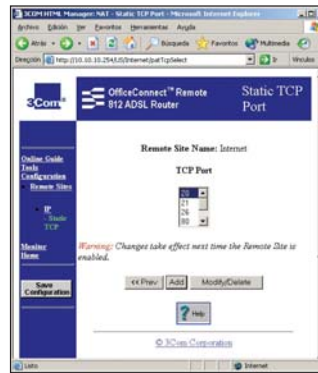 3COM HTML Manager: NAT - Static TCP Port - Microsoft Internet Explorer
Archivo Edición Ver Favoritos Herramientas Ayuda
Atrás Búsqueda Favoritos Multimedia
Dirección http://10.10.10.254/US/Internet/patTcpSelect Ir Vínculos
3Com
OfficeConnect™ Remote
812 ADSL Router
Static TCP
Port
Online Guide
Tools
Configuration
Remote Sites
IP
- Static
TCP
Monitor
Home
Save
Configuration
Remote Site Name: Internet
TCP Port
20
21
26
80
Warning: Changes take effect next time the Remote Site is
enabled.
<< Prev Add Modify/Delete
? Help
© 3Com Corporation
Listo Internet